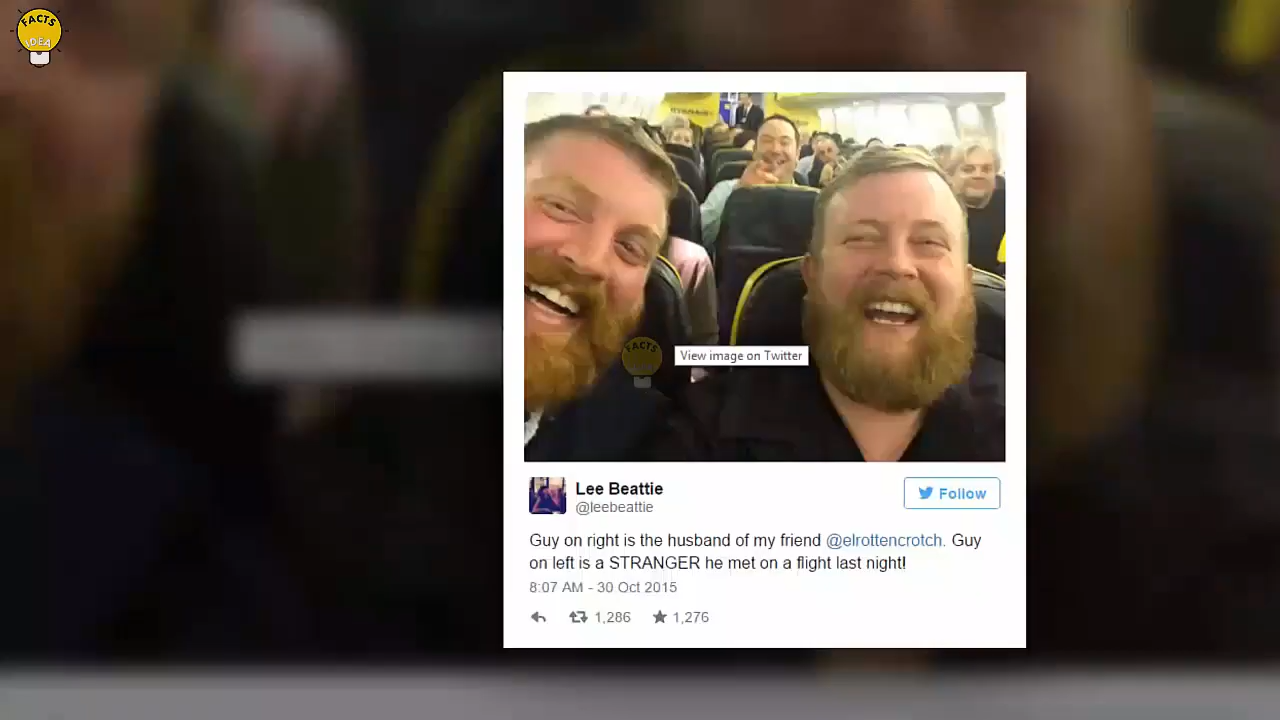 FACTS
IDEA
FACTS
View image on Twitter
Lee Beattie
@leebeattie
Follow
Guy on right is the husband of my friend @elrottencrotch. Guy
on left is a STRANGER he met on a flight last night!
8:07 AM - 30 Oct 2015
1,286 1,276